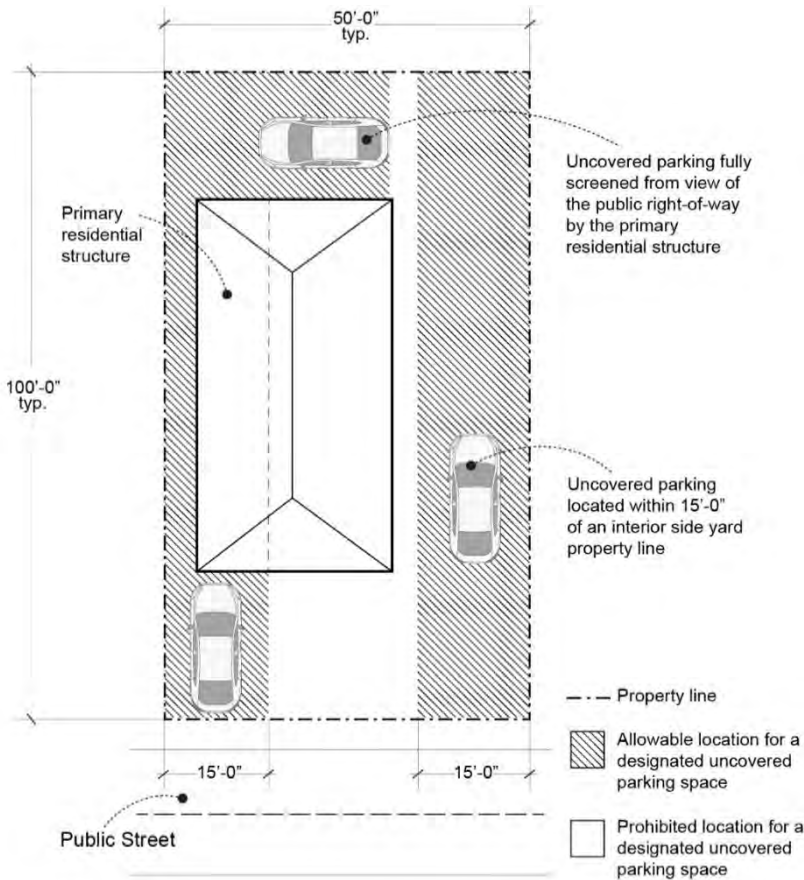 50'-0"
typ.
Uncovered parking fully
screened from view of
the public right-of-way
by the primary
residential structure
Primary
residential
structure
100'-0"
typ.
Uncovered parking
located within 15'-0"
of an interior side yard
property line
Property line
Allowable location for a
designated uncovered
parking space
15'-0"
15'-0"
Public Street
Prohibited location for a
designated uncovered
parking space